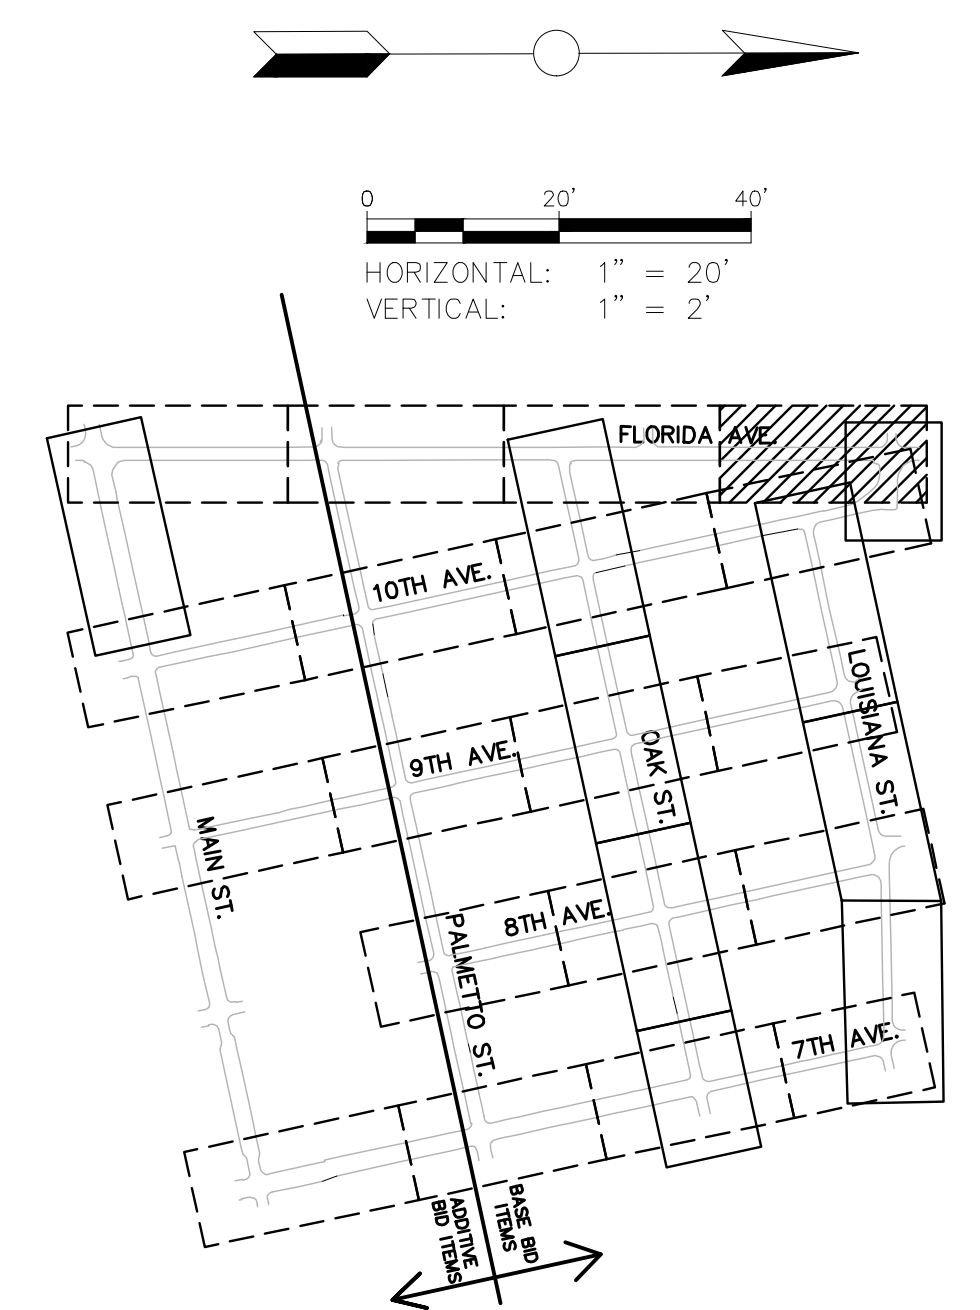 0 20' 40'
HORIZONTAL: 1" = 20'
VERTICAL: 1" = 2'
FLORIDA AVE.
10TH AVE.
9TH AVE.
OAK ST.
LOUISIANA ST.
MAIN ST.
8TH AVE.
PALMETTO ST.
7TH AVE.
ADDITIVE
BID ITEMS
BASE BID
ITEMS